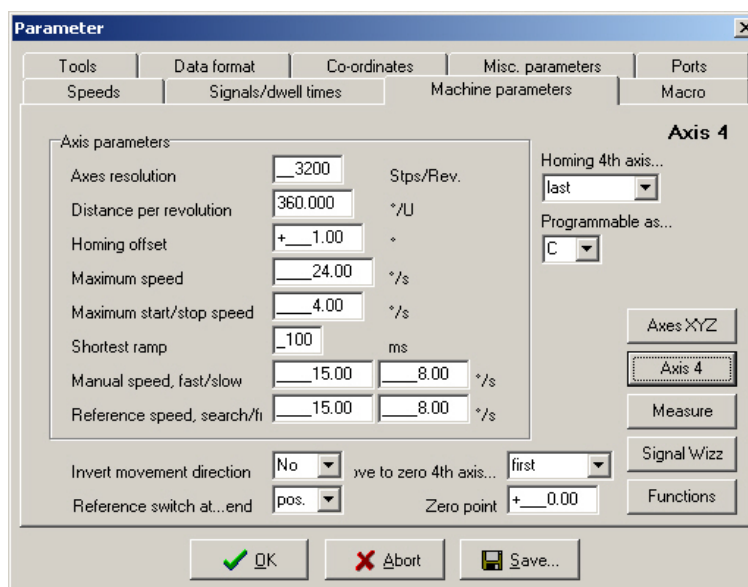 Parameter
Tools Data format Co-ordinates Misc. parameters Ports
Speeds Signals/dwell times Machine parameters Macro
Axis 4
Axis parameters
Axes resolution __3200 Stps/Rev.
Distance per revolution 360.000 °/U
Homing offset +___1.00 °
Maximum speed ____24.00 °/s
Maximum start/stop speed ____4.00 °/s
Shortest ramp _100 ms
Manual speed, fast/slow ____15.00 ____8.00 °/s
Reference speed, search/fi ____15.00 ____8.00 °/s
Homing 4th axis...
last
Programmable as...
C
Axes XYZ
Axis 4
Measure
Signal Wizz
Functions
Invert movement direction No ove to zero 4th axis... first
Reference switch at...end pos. Zero point +___0.00
OK Abort Save...